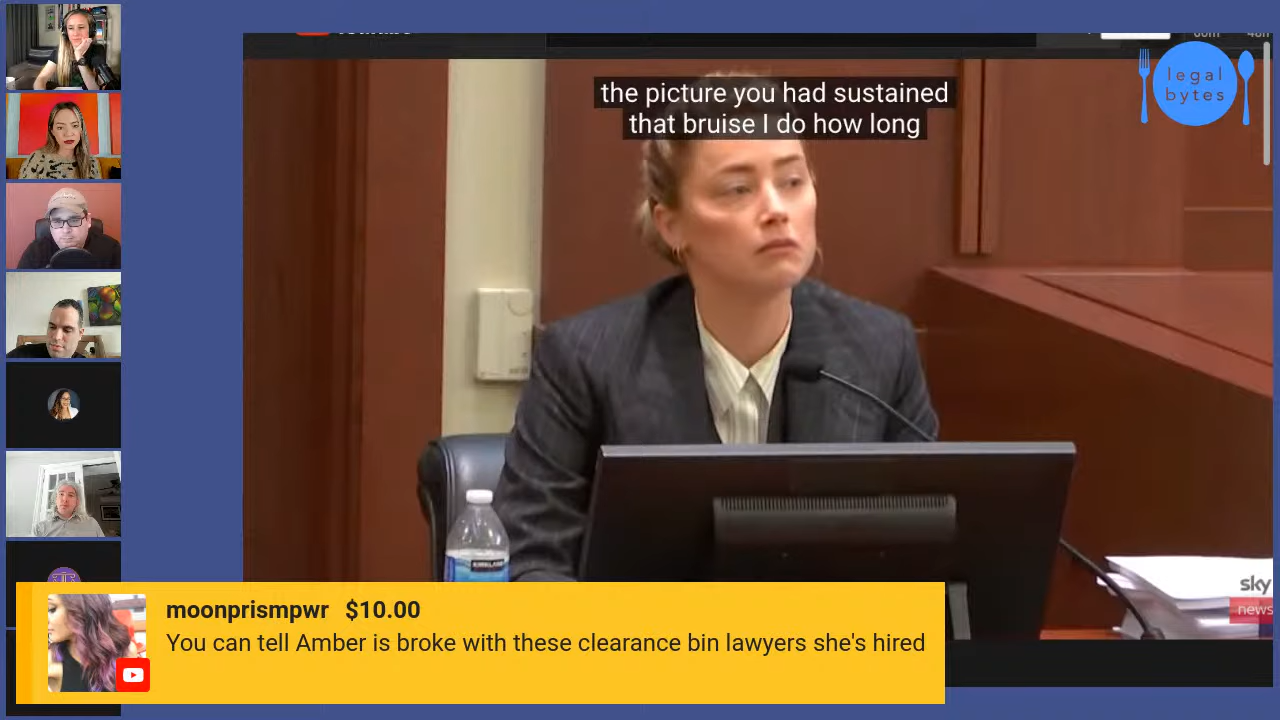 the picture you had sustained
that bruise I do how long
legal
bytes
KIRKLAND
sky
news
moonprismpwr $10.00
You can tell Amber is broke with these clearance bin lawyers she's hired